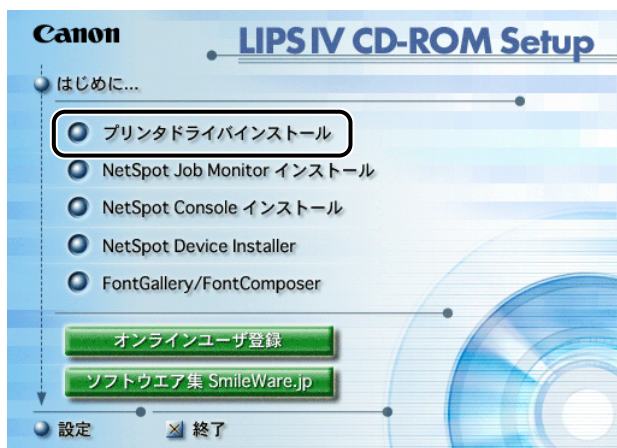 Canon
LIPS IV CD-ROM Setup
はじめに...
プリンタドライバインストール
NetSpot Job Monitor インストール
NetSpot Console インストール
NetSpot Device Installer
FontGallery/FontComposer
オンラインユーザ登録
ソフトウエア集 SmileWare.jp
設定
終了